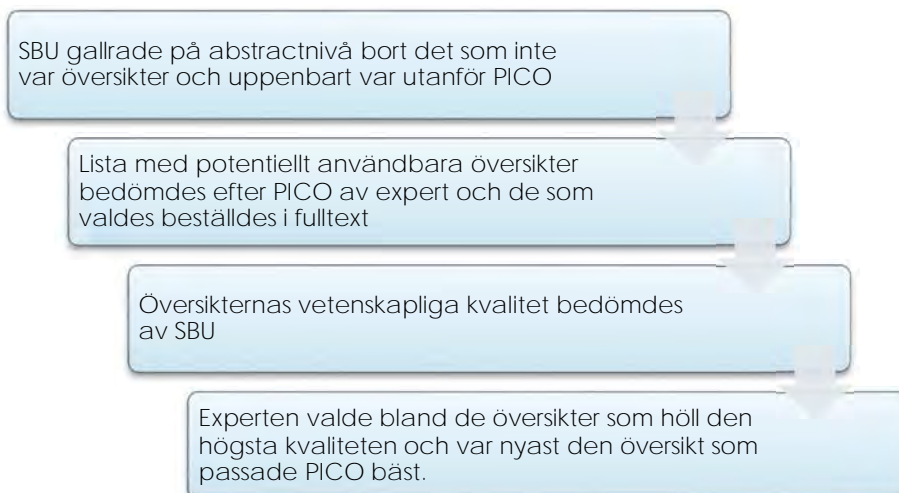 SBU gallrade på abstractnivå bort det som inte
var översikter och uppenbart var utanför PICO
Lista med potentiellt användbara översikter
bedömdes efter PICO av expert och de som
valdes beställdes i fulltext
Översikternas vetenskapliga kvalitet bedömdes
av SBU
Experten valde bland de översikter som höll den
högsta kvaliteten och var nyast den översikt som
passade PICO bäst.